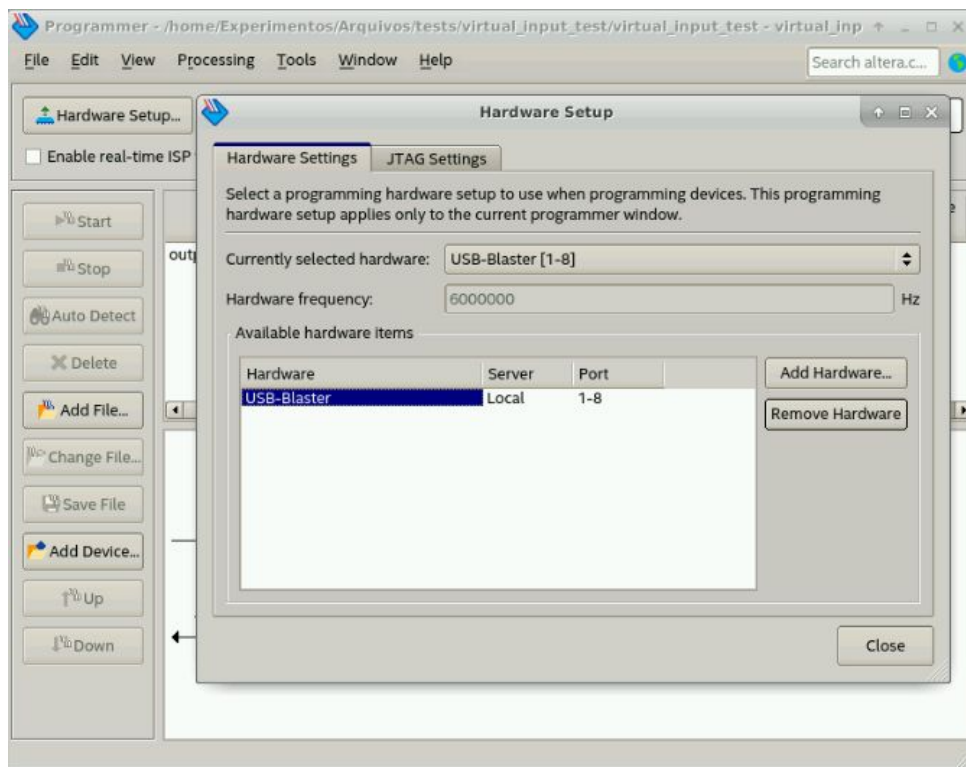 Programmer - /home/Experimentos/Arquivos/tests/virtual_input_test/virtual_input_test - virtual_inp
File Edit View Processing Tools Window Help
Search altera.c...
Hardware Setup...
Enable real-time ISP
Start
Stop
Auto Detect
Delete
Add File...
Change File...
Save File
Add Device...
Up
Down
Hardware Setup
Hardware Settings JTAG Settings
Select a programming hardware setup to use when programming devices. This programming
hardware setup applies only to the current programmer window.
Currently selected hardware: USB-Blaster [1-8]
Hardware frequency: 6000000 Hz
Available hardware items
Hardware Server Port
USB-Blaster Local 1-8
Add Hardware...
Remove Hardware
Close